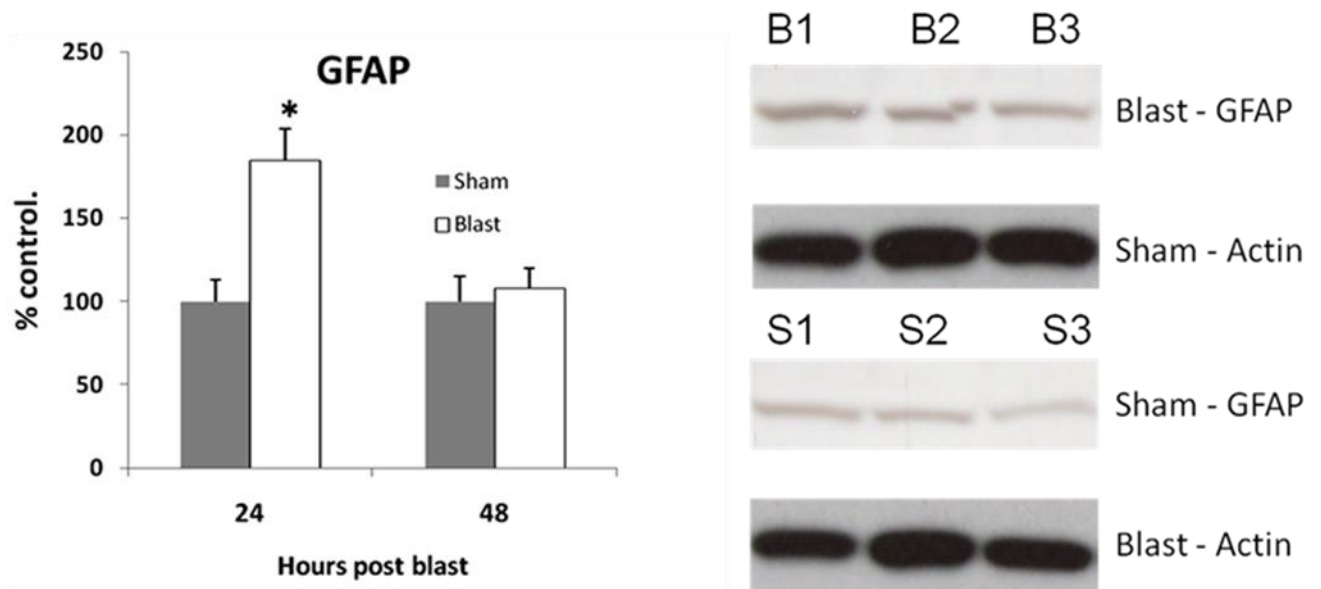 GFAP
250
200
150
100
50
0
% control.
*
Sham
Blast
24 48
Hours post blast
B1 B2 B3
Blast - GFAP
Sham - Actin
S1 S2 S3
Sham - GFAP
Blast - Actin